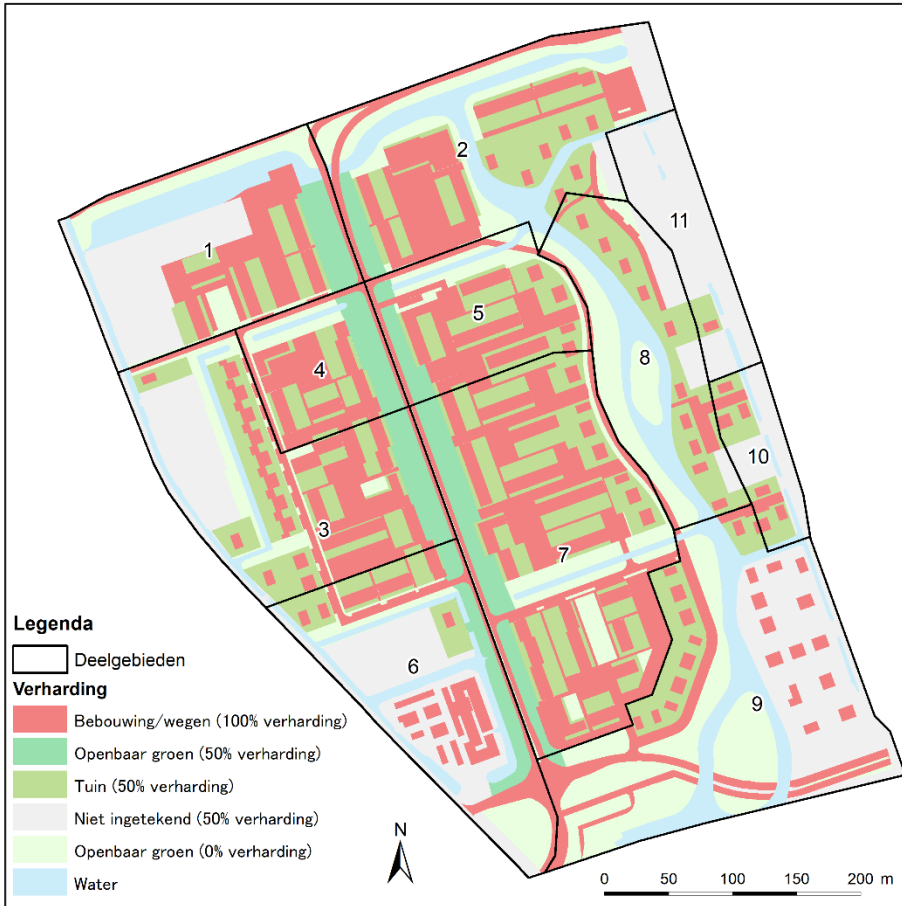 2
11
1
5
4
8
10
3
7
6
9
Legenda
Deelgebieden
Verharding
Bebouwing/wegen (100% verharding)
Openbaar groen (50% verharding)
Tuin (50% verharding)
Niet ingetekend (50% verharding)
Openbaar groen (0% verharding)
Water
N
0 50 100 150 200 m